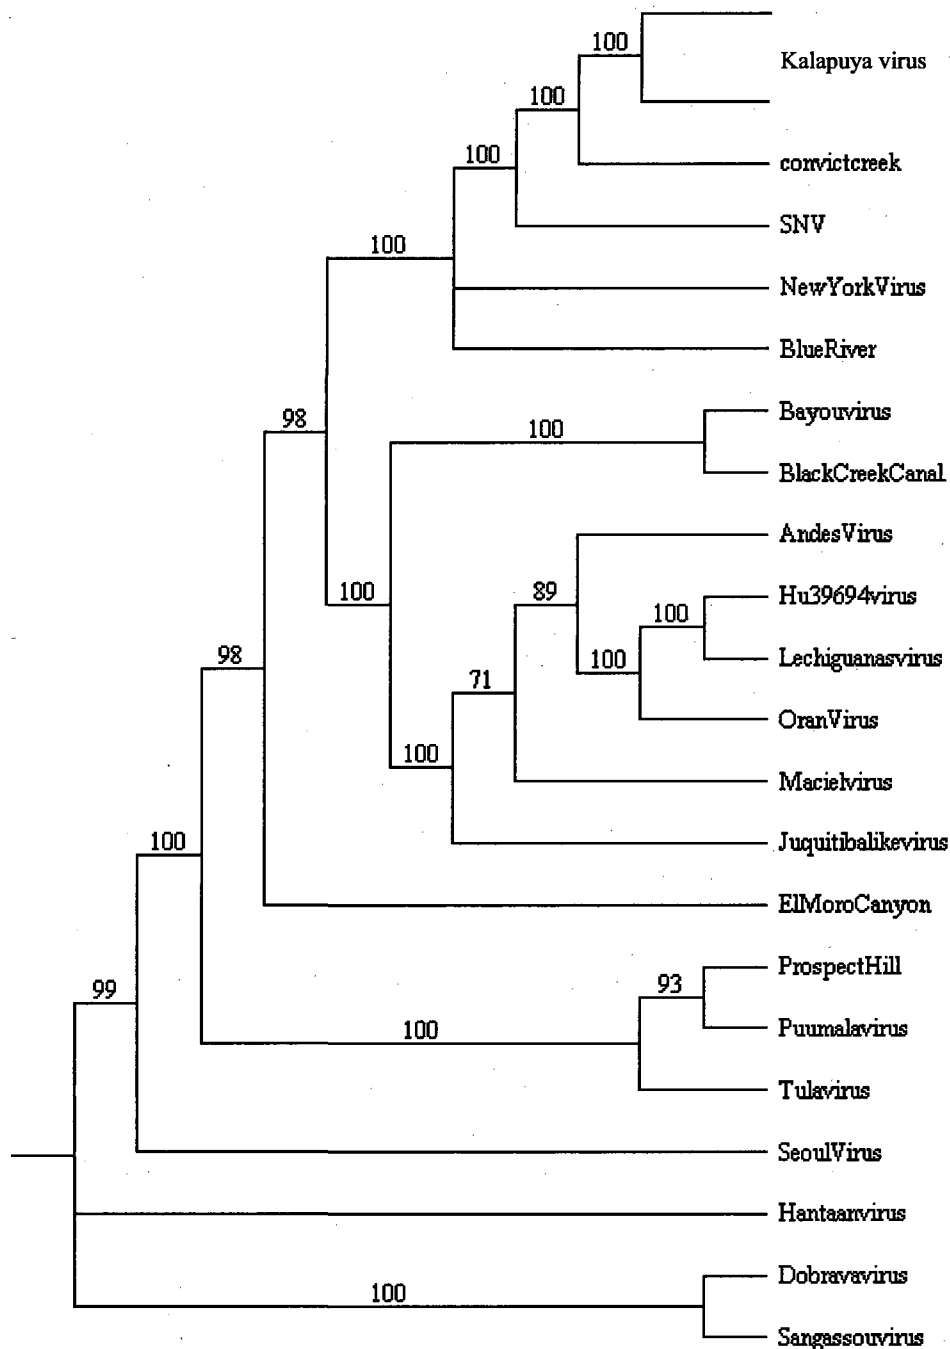 100
Kalapuya virus
100
convictcreek
100
SNV
100
NewYorkVirus
BlueRiver
98
Bayouvirus
100
BlackCreekCanal
AndesVirus
100
89
Hu39694virus
100
Lechiguanasvirus
98
100
71
OranVirus
100
Macielvirus
100
Juquitibalikevirus
ElMoroCanyon
ProspectHill
99
93
100
Puumalavirus
Tulavirus
SeoulVirus
Hantaanvirus
Dobravavirus
100
Sangassouvirus